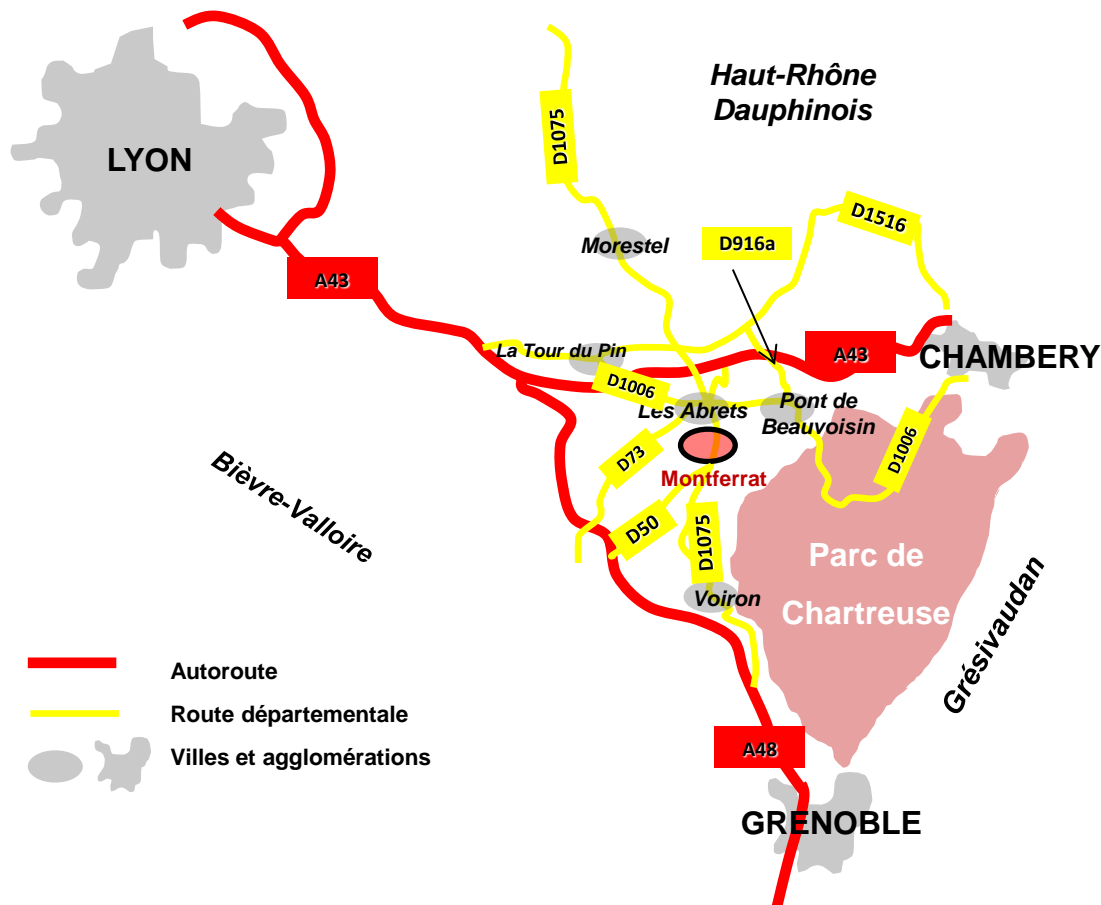 Haut-Rhône
Dauphinois
D1075
LYON
D1516
Morestel
D916a
A43
La Tour du Pin
A43
CHAMBERY
D1006
Les Abrets
Pont de
Beauvoisin
D1006
D73
Montferrat
Bièvre-Valloire
D50
D1075
Parc de
Chartreuse
Voiron
Grésivaudan
Autoroute
Route départementale
A48
Villes et agglomérations
GRENOBLE